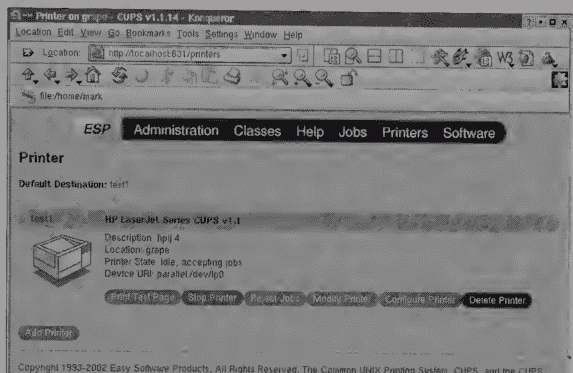 Printer on grape - CUPS v1.1.14 - Konqueror
Location Edit View Go Bookmarks Tools Settings Window Help
Location: http://localhost:631/printers
file:/home/mark
ESP Administration Classes Help Jobs Printers Software
Printer
Default Destination: test1
test1 HP LaserJet Series CUPS v1.1
Description: hplj 4
Location: grape
Printer State: idle, accepting jobs
Device URI: parallel:/dev/lp0
Print Test Page Stop Printer Reject Jobs Modify Printer Configure Printer Delete Printer
Add Printer
Copyright 1993-2002 Easy Software Products, All Rights Reserved. The Common UNIX Printing System, CUPS, and the CUPS